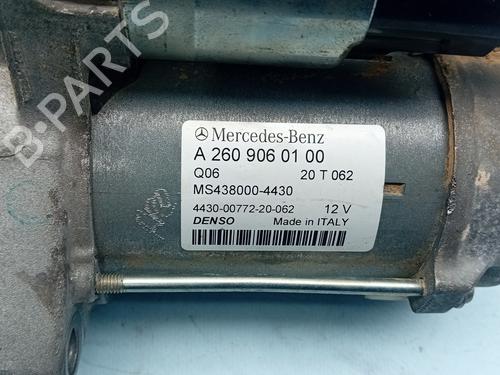 B-PARTS
Mercedes-Benz
A 260 906 01 00
Q06 20 T 062
MS438000-4430
4430-00772-20-062 12 V
DENSO Made in ITALY